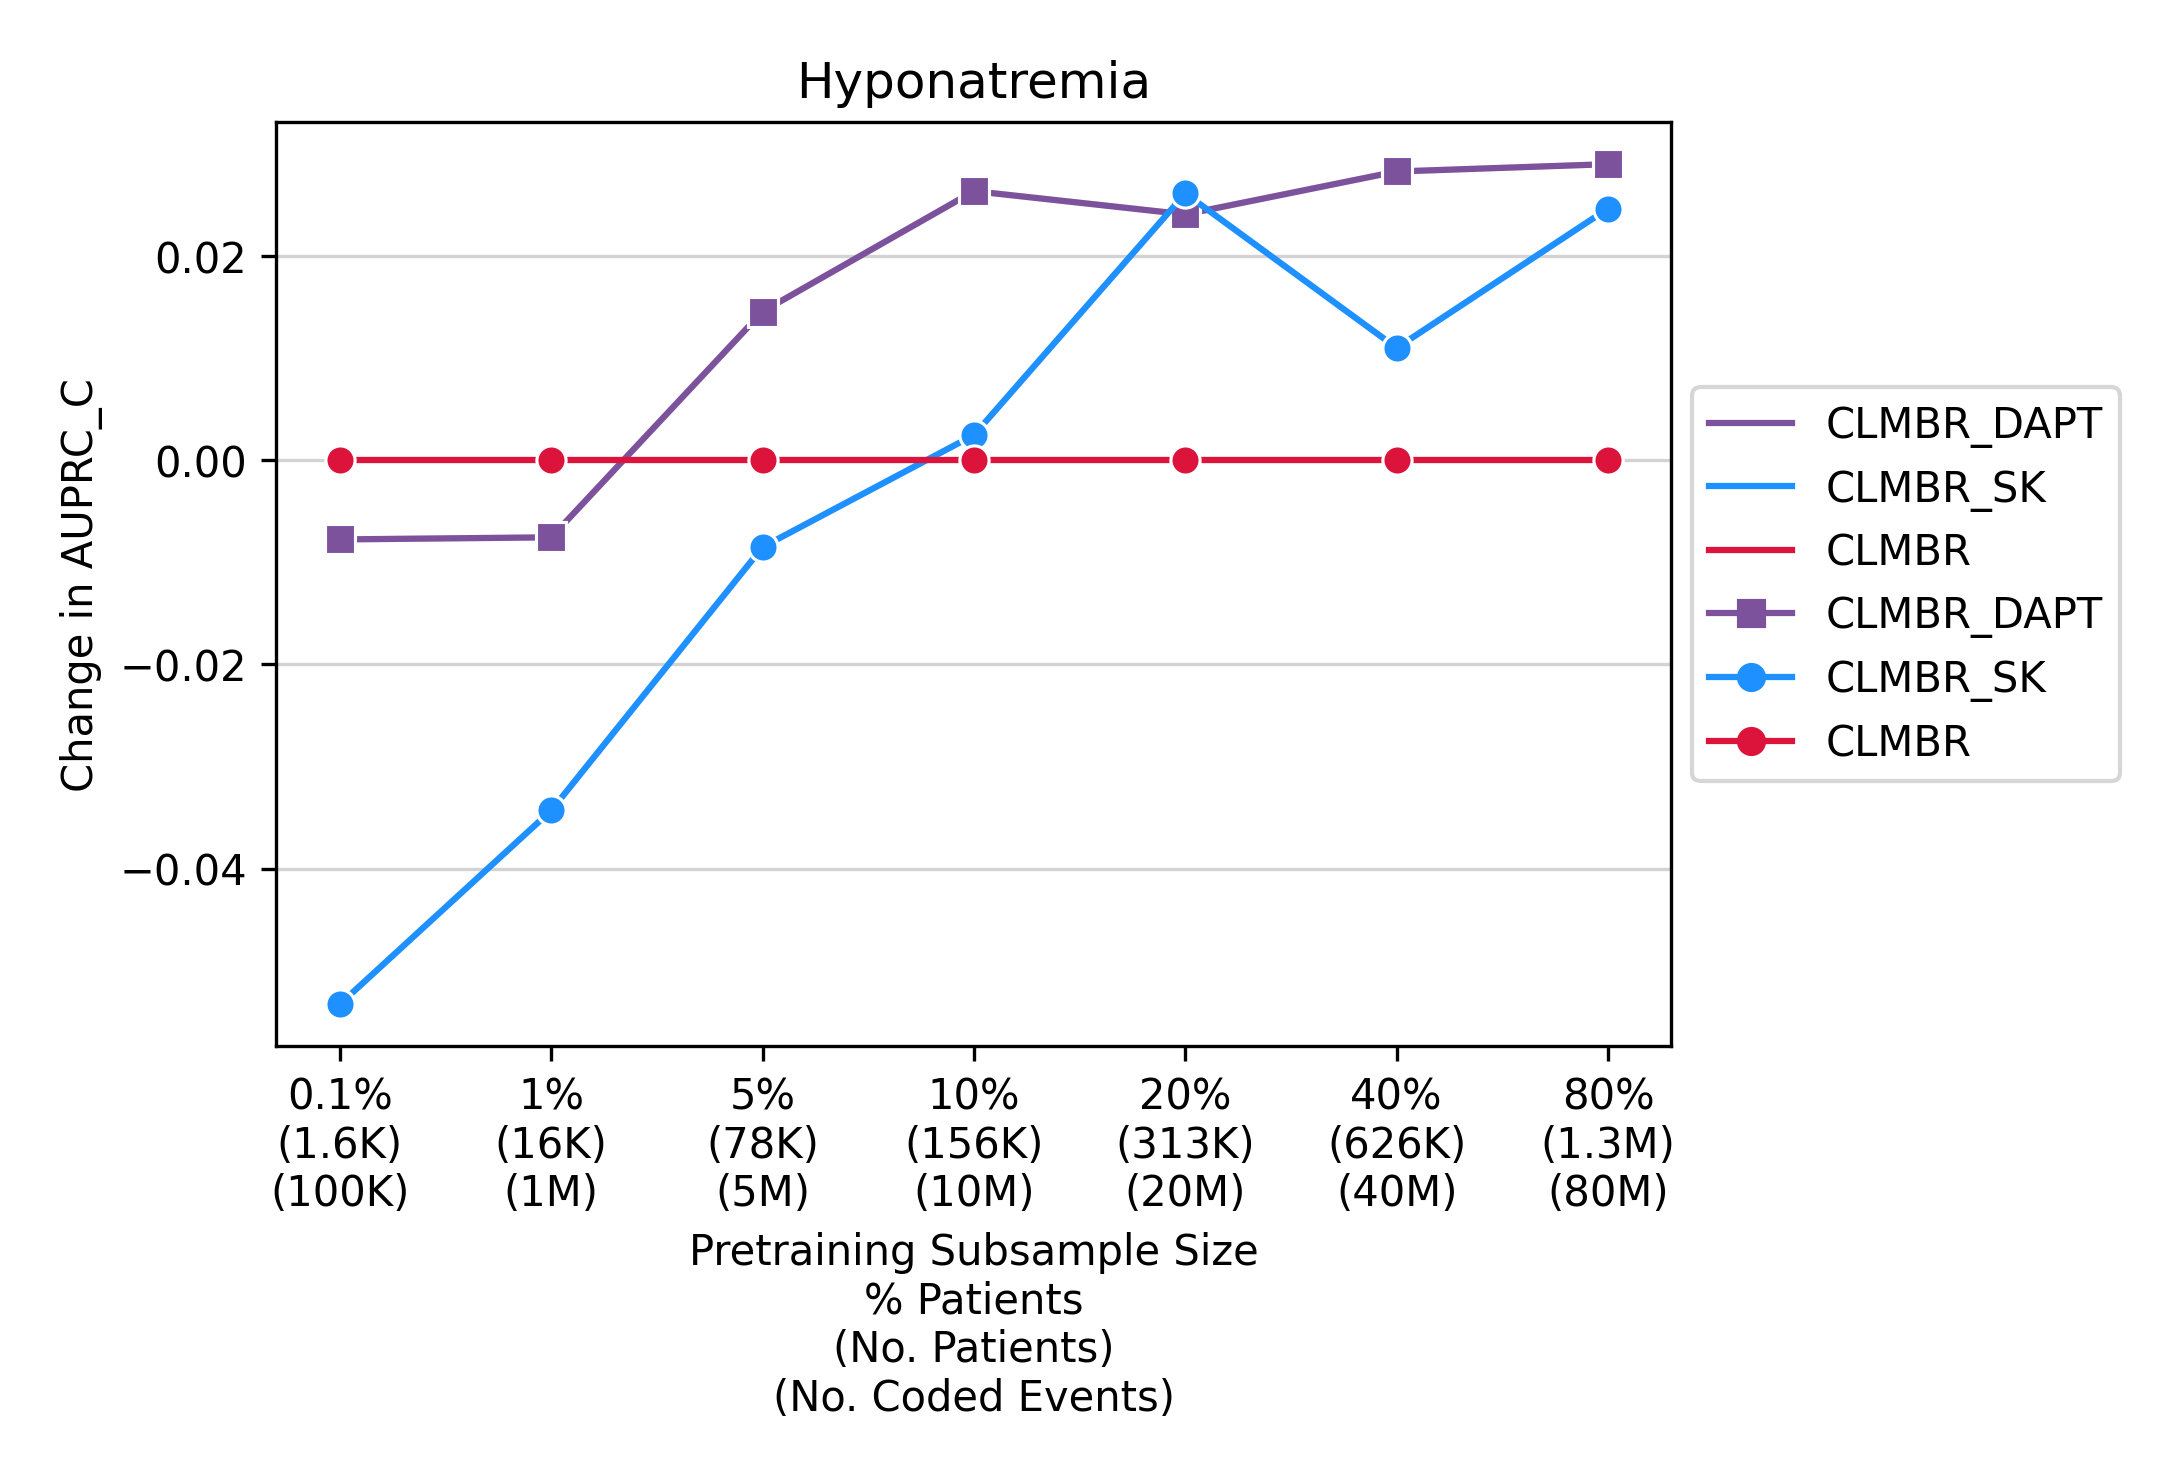 Hyponatremia
Change in AUPRC_C
0.02
0.00
−0.02
−0.04
0.1% 1% 5% 10% 20% 40% 80%
(1.6K) (16K) (78K) (156K) (313K) (626K) (1.3M)
(100K) (1M) (5M) (10M) (20M) (40M) (80M)
Pretraining Subsample Size
% Patients
(No. Patients)
(No. Coded Events)
CLMBR_DAPT
CLMBR_SK
CLMBR
CLMBR_DAPT
CLMBR_SK
CLMBR